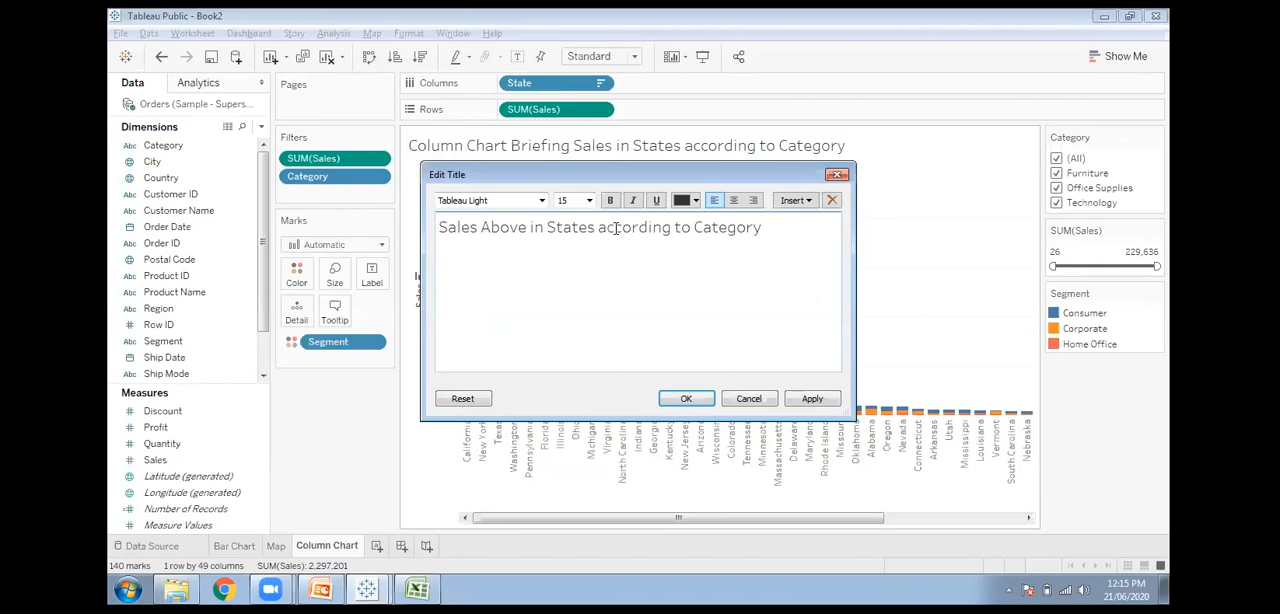 Tableau Public - Book2
File Data Worksheet Dashboard Story Analysis Map Format Window Help
Standard
Show Me
Data Analytics
Pages
Columns State
Orders (Sample - Supers...
Rows SUM(Sales)
Dimensions
Abc Category
City
Country
Abc Customer ID
Abc Customer Name
Order Date
Abc Order ID
Postal Code
Abc Product ID
Abc Product Name
Region
# Row ID
Abc Segment
Ship Date
Abc Ship Mode
Measures
# Discount
# Profit
# Quantity
# Sales
Latitude (generated)
Longitude (generated)
# Number of Records
# Measure Values
Filters
SUM(Sales)
Category
Marks
Automatic
Color Size Label
Detail Tooltip
Segment
Column Chart Briefing Sales in States according to Category
Edit Title
Tableau Light 15 B I U Insert
Sales Above in States according to Category
Reset OK Cancel Apply
California
New York
Texas
Washington
Pennsylvania
Florida
Illinois
Ohio
Michigan
Virginia
North Carolina
Indiana
Georgia
Kentucky
New Jersey
Arizona
Wisconsin
Colorado
Tennessee
Minnesota
Massachusetts
Delaware
Maryland
Rhode Island
Missouri
Oklahoma
Alabama
Oregon
Nevada
Connecticut
Arkansas
Utah
Mississippi
Louisiana
Vermont
South Carolina
Nebraska
Category
(All)
Furniture
Office Supplies
Technology
SUM(Sales)
26 229,636
Segment
Consumer
Corporate
Home Office
Data Source Bar Chart Map Column Chart
140 marks 1 row by 49 columns SUM(Sales): 2,297,201
12:15 PM
21/06/2020